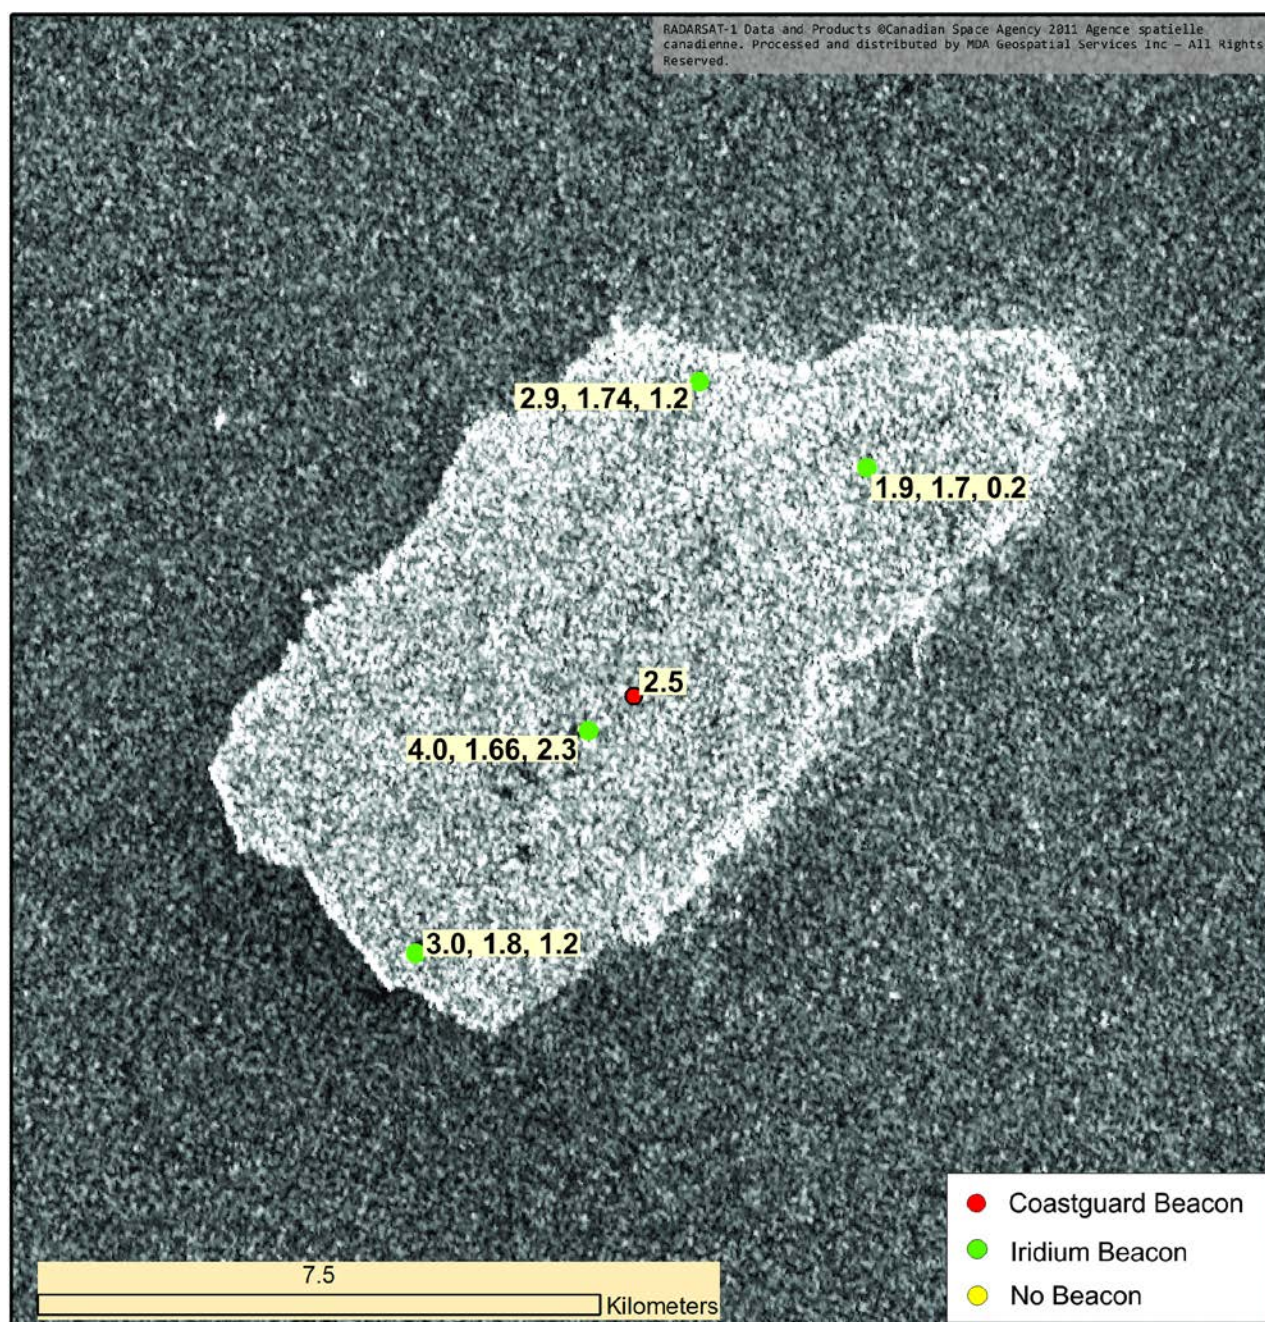 RADARSAT-1 Data and Products ©Canadian Space Agency 2011 Agence spatielle
canadienne. Processed and distributed by MDA Geospatial Services Inc – All Rights
Reserved.
2.9, 1.74, 1.2
1.9, 1.7, 0.2
2.5
4.0, 1.66, 2.3
3.0, 1.8, 1.2
Coastguard Beacon
Iridium Beacon
No Beacon
7.5
Kilometers